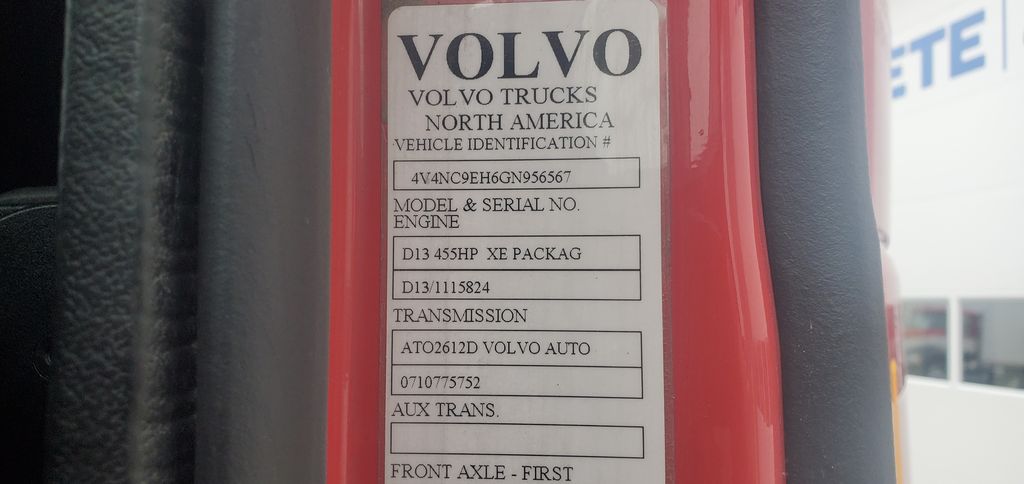 VOLVO
VOLVO TRUCKS
NORTH AMERICA
VEHICLE IDENTIFICATION #
4V4NC9EH6GN956567
MODEL & SERIAL NO.
ENGINE
D13 455HP XE PACKAG
D13/1115824
TRANSMISSION
ATO2612D VOLVO AUTO
0710775752
AUX TRANS.
FRONT AXLE - FIRST
ETE